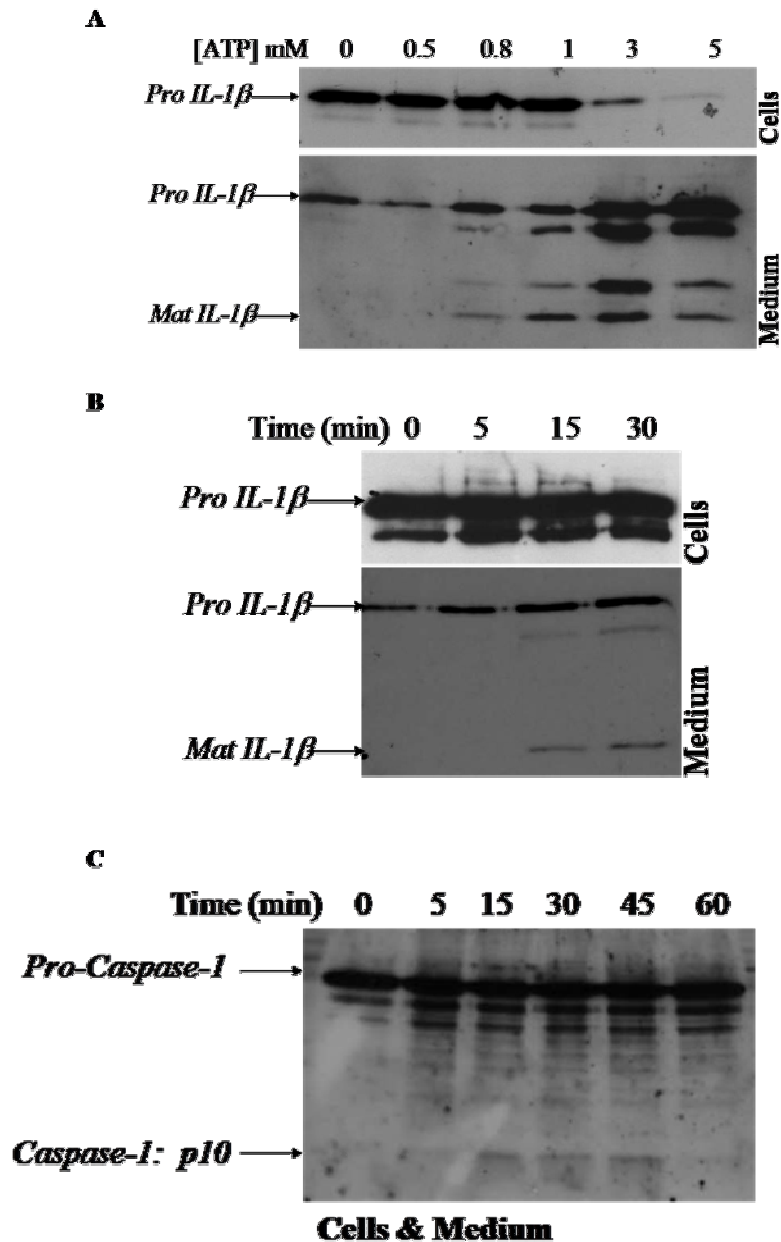 A
[ATP] mM 0 0.5 0.8 1 3 5
Pro IL-1β
Cells
Pro IL-1β
Mat IL-1β
Medium
B
Time (min) 0 5 15 30
Pro IL-1β
Cells
Pro IL-1β
Mat IL-1β
Medium
C
Time (min) 0 5 15 30 45 60
Pro-Caspase-1
Caspase-1: p10
Cells & Medium